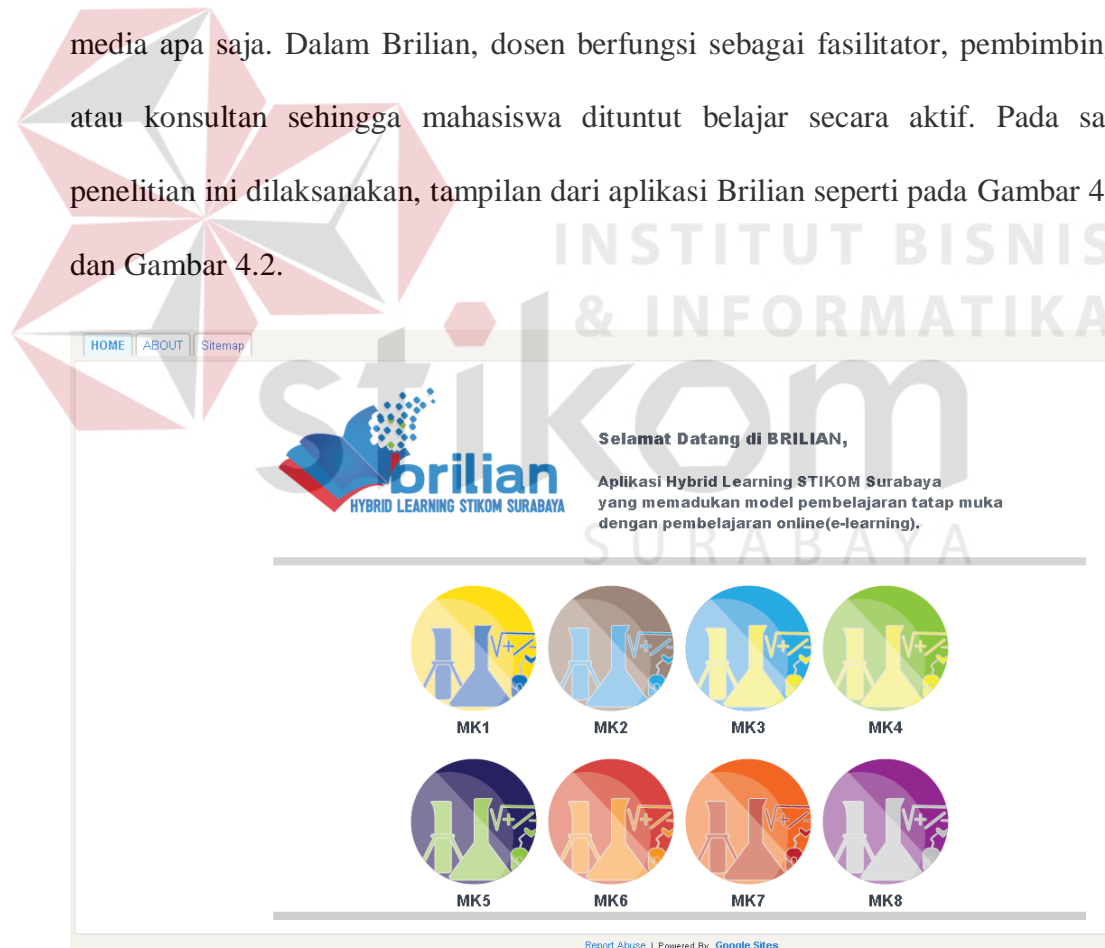 media apa saja. Dalam Brilian, dosen berfungsi sebagai fasilitator, pembimbing
atau konsultan sehingga mahasiswa dituntut belajar secara aktif. Pada sa
penelitian ini dilaksanakan, tampilan dari aplikasi Brilian seperti pada Gambar 4
dan Gambar 4.2.
INSTITUT BISNIS
& INFORMATIKA
stikom
SURABAYA
HOME ABOUT Sitemap
brilian
HYBRID LEARNING STIKOM SURABAYA
Selamat Datang di BRILIAN,
Aplikasi Hybrid Learning STIKOM Surabaya
yang memadukan model pembelajaran tatap muka
dengan pembelajaran online(e-learning).
MK1 MK2 MK3 MK4
MK5 MK6 MK7 MK8
Report Abuse | Powered By Google Sites